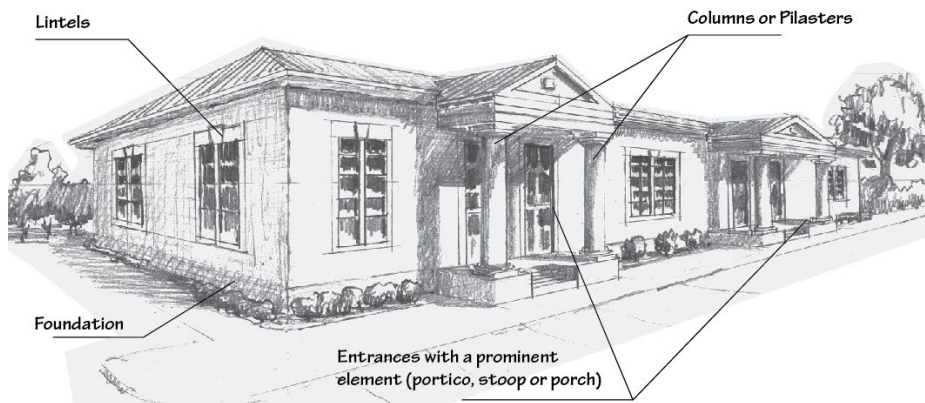 Lintels
Columns or Pilasters
Foundation
Entrances with a prominent
element (portico, stoop or porch)